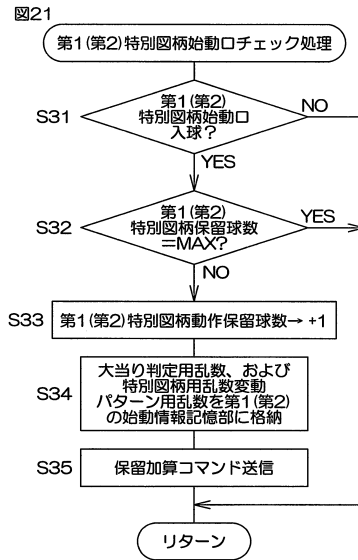 図21
第1(第2)特別図柄始動口チェック処理
S31
第1(第2)
特別図柄始動口
入球?
NO
YES
S32
第1(第2)
特別図柄保留球数
=MAX?
YES
NO
S33
第1(第2)特別図柄動作保留球数→ +1
S34
大当り判定用乱数、および
特別図柄用乱数変動
パターン用乱数を第1(第2)
の始動情報記憶部に格納
S35
保留加算コマンド送信
リターン